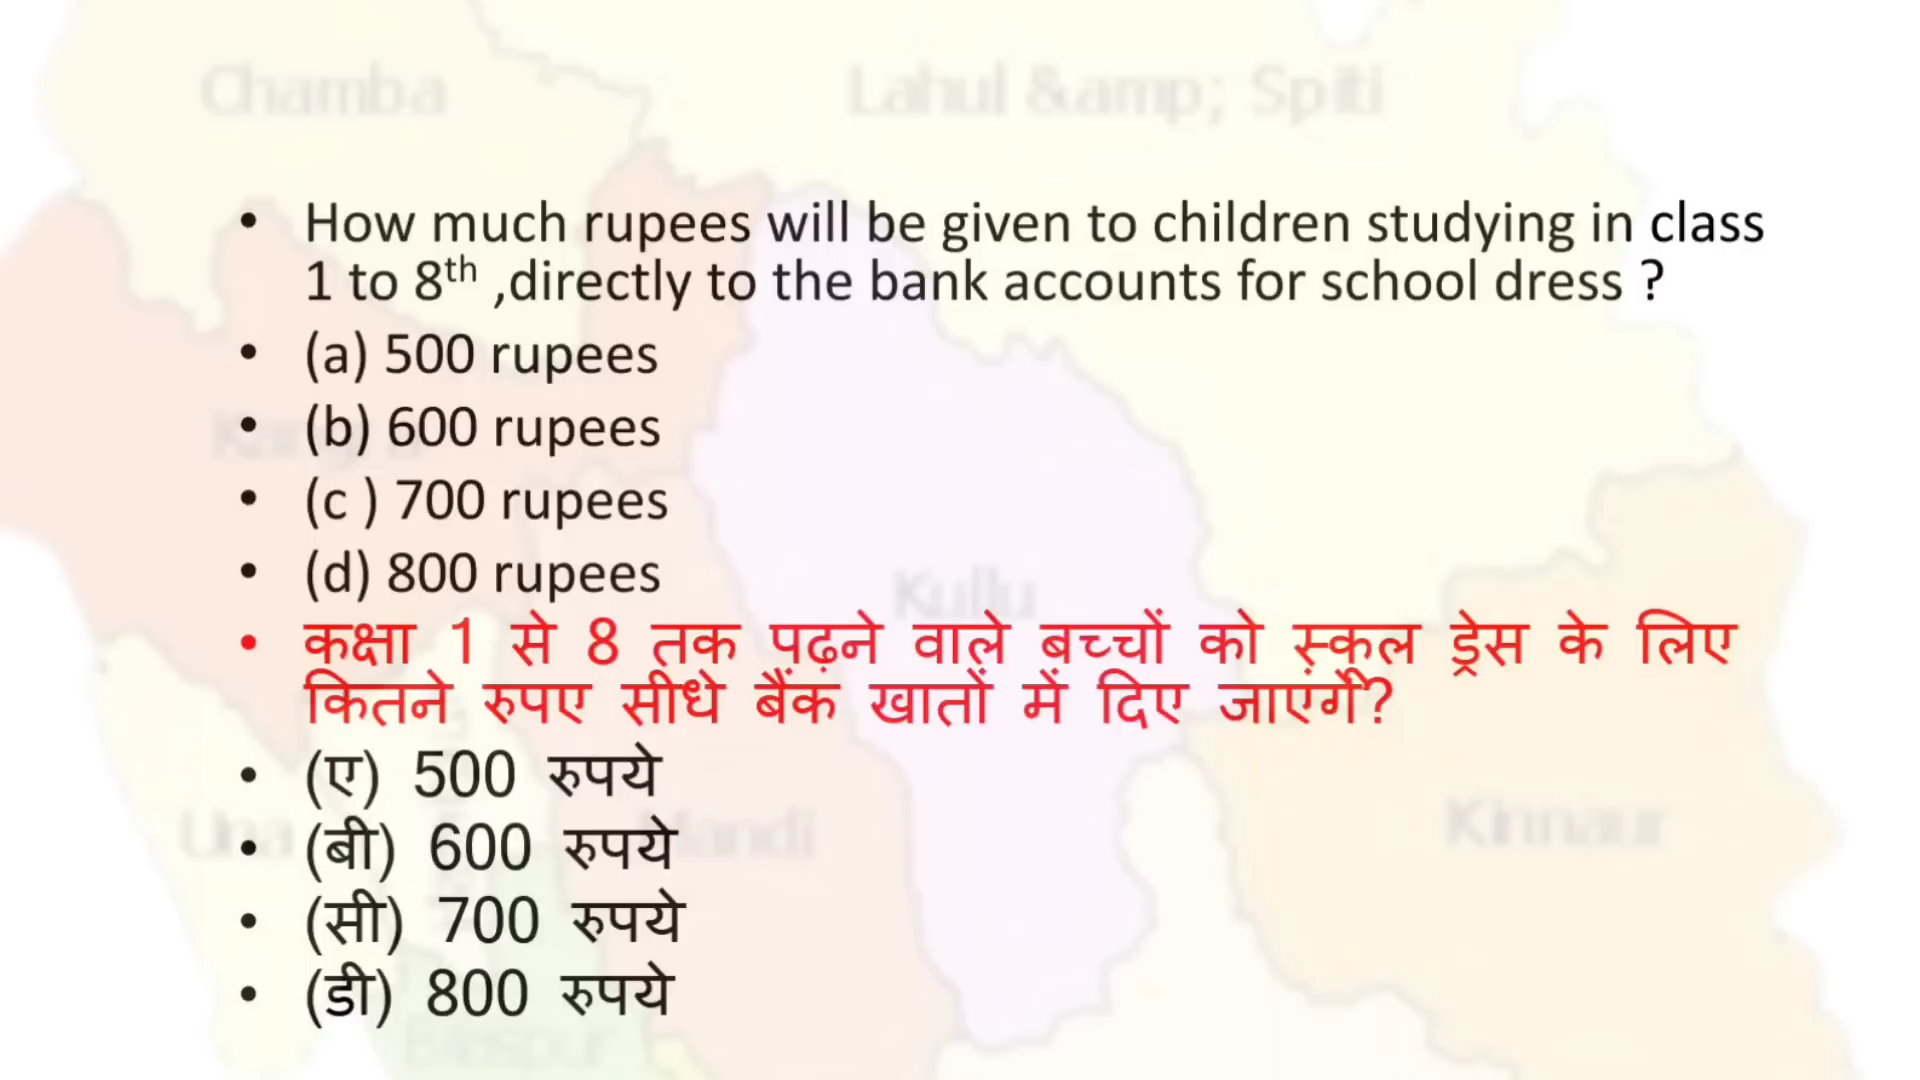 Chamba
Lahul &amp; Spiti
• How much rupees will be given to children studying in class
1 to 8th ,directly to the bank accounts for school dress ?
• (a) 500 rupees
• (b) 600 rupees
• (c ) 700 rupees
• (d) 800 rupees
Kullu
• कक्षा 1 से 8 तक पढ़ने वाले बच्चों को स्कूल ड्रेस के लिए
कितने रुपए सीधे बैंक खातों में दिए जाएंगे?
• (ए) 500 रुपये
Una
Mandi
Kinnaur
• (बी) 600 रुपये
• (सी) 700 रुपये
• (डी) 800 रुपये
Bilaspur